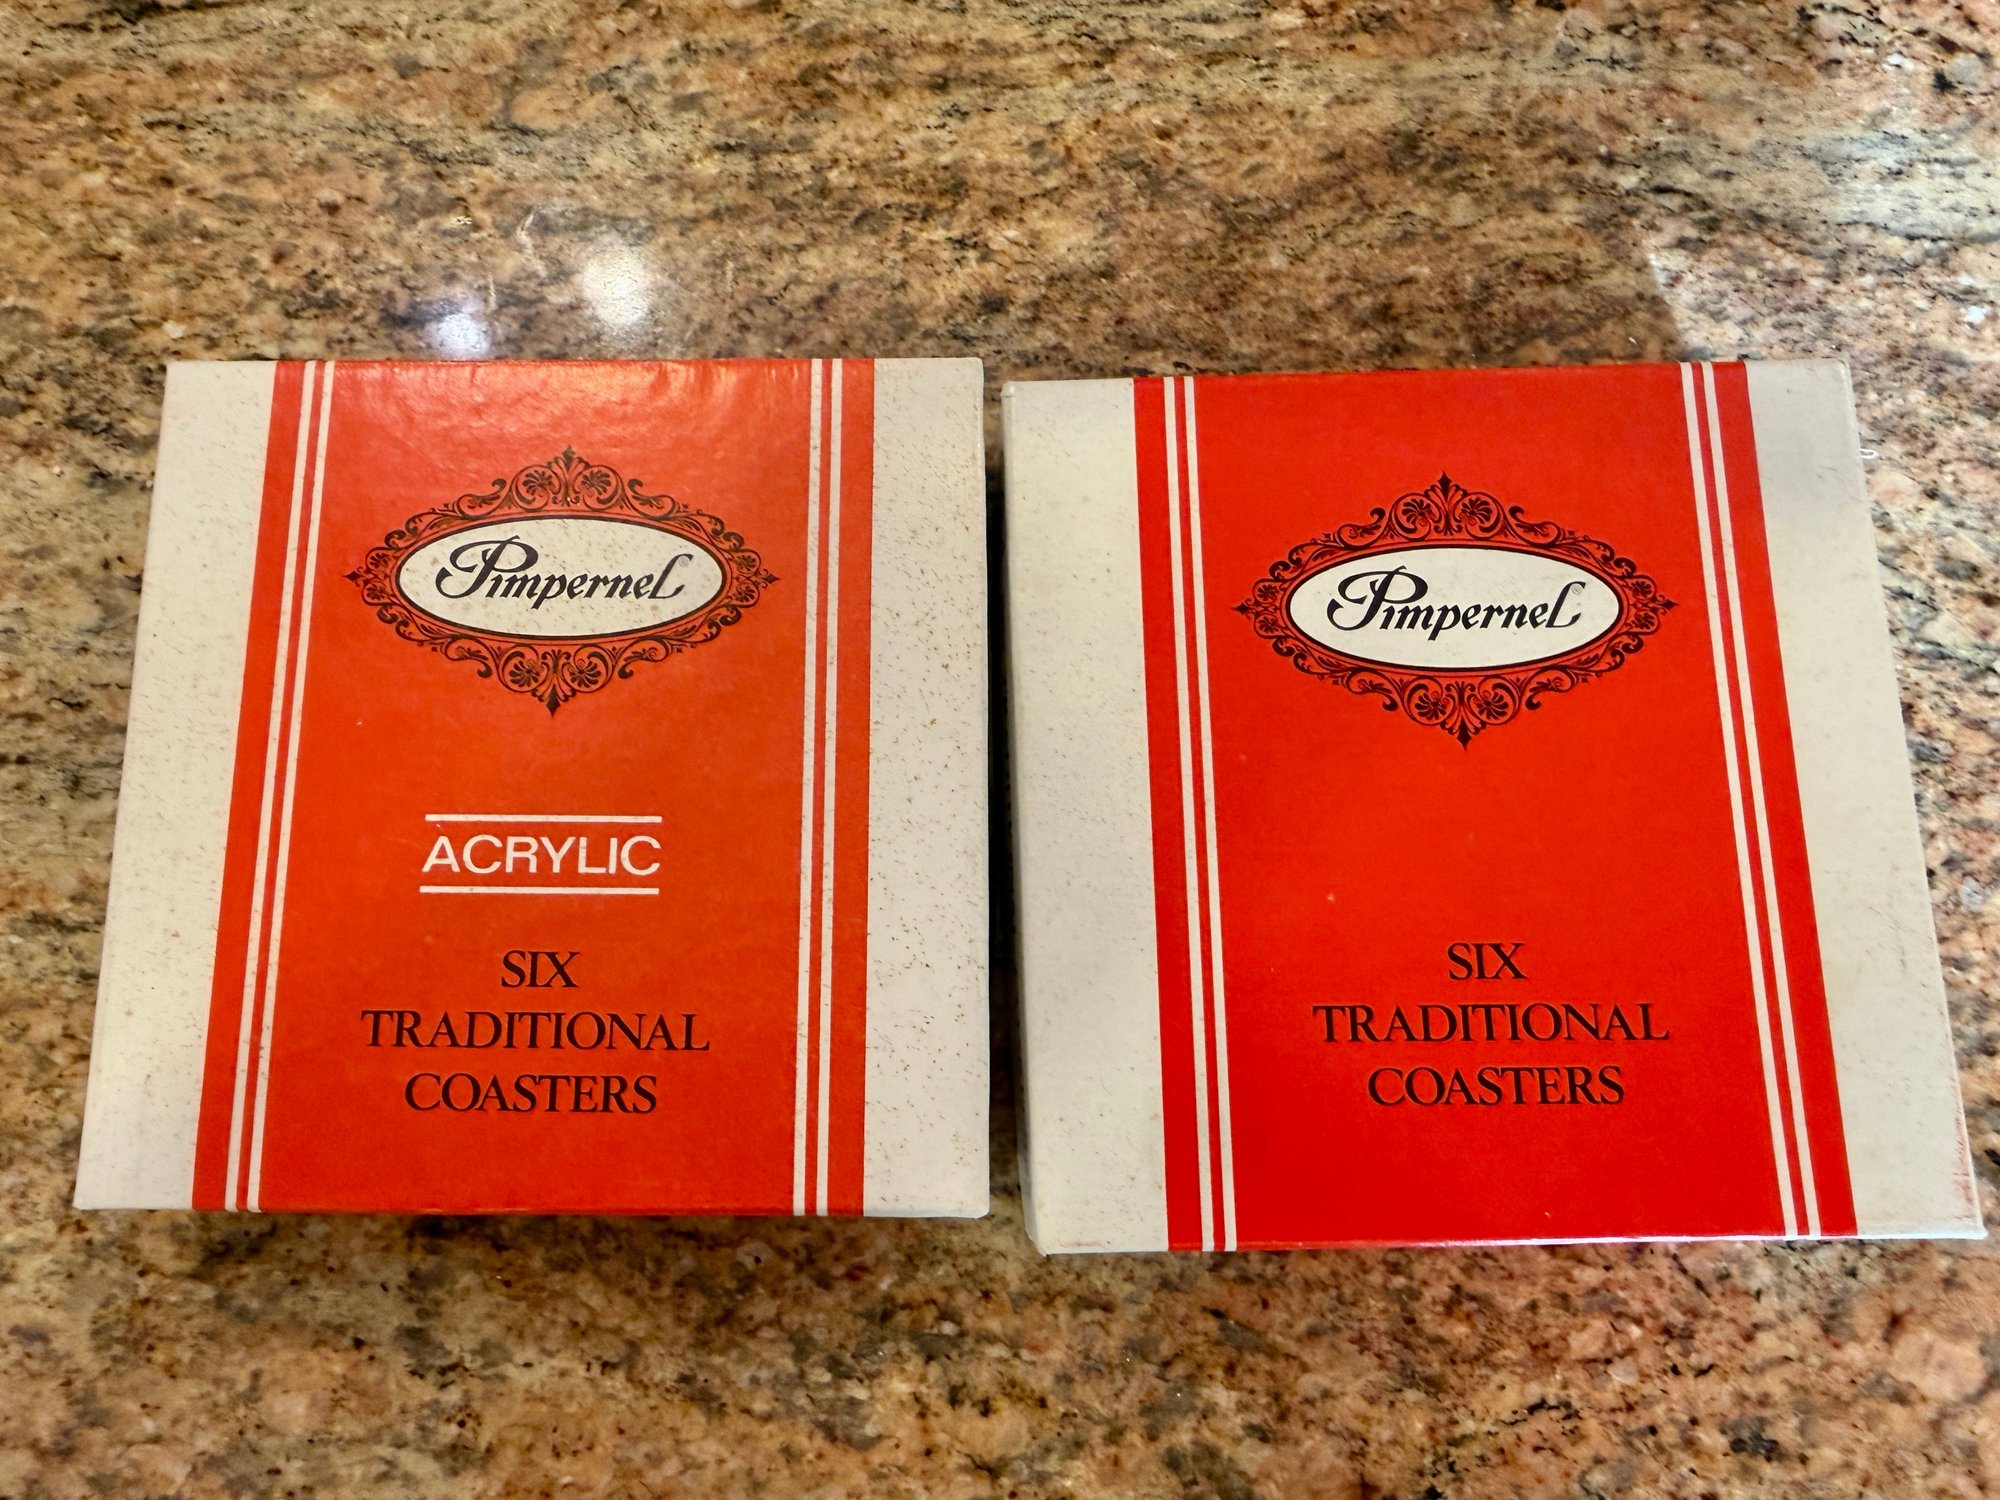 Pimpernel
ACRYLIC
SIX
TRADITIONAL
COASTERS
Pimpernel®
SIX
TRADITIONAL
COASTERS